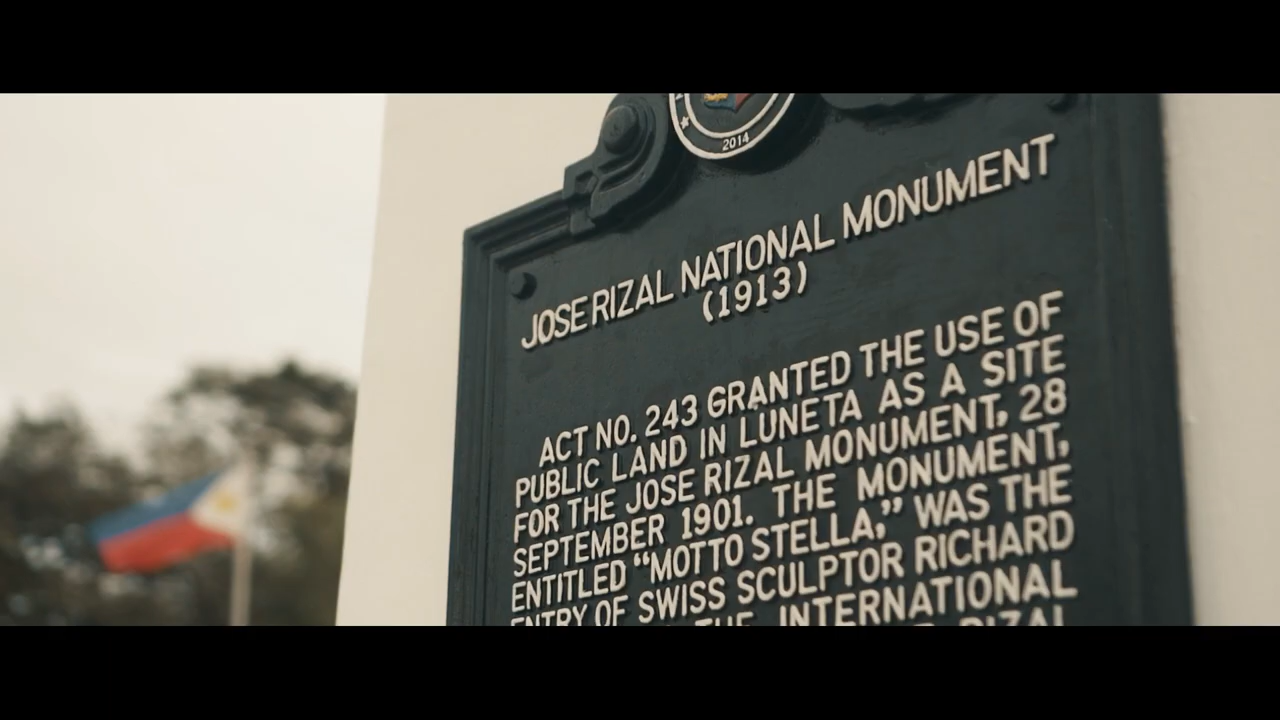 2014
JOSE RIZAL NATIONAL MONUMENT
(1913)
ACT NO. 243 GRANTED THE USE OF
PUBLIC LAND IN LUNETA AS A SITE
FOR THE JOSE RIZAL MONUMENT, 28
SEPTEMBER 1901. THE MONUMENT,
ENTITLED “MOTTO STELLA,” WAS THE
ENTRY OF SWISS SCULPTOR RICHARD
THE INTERNATIONAL
RIZAL